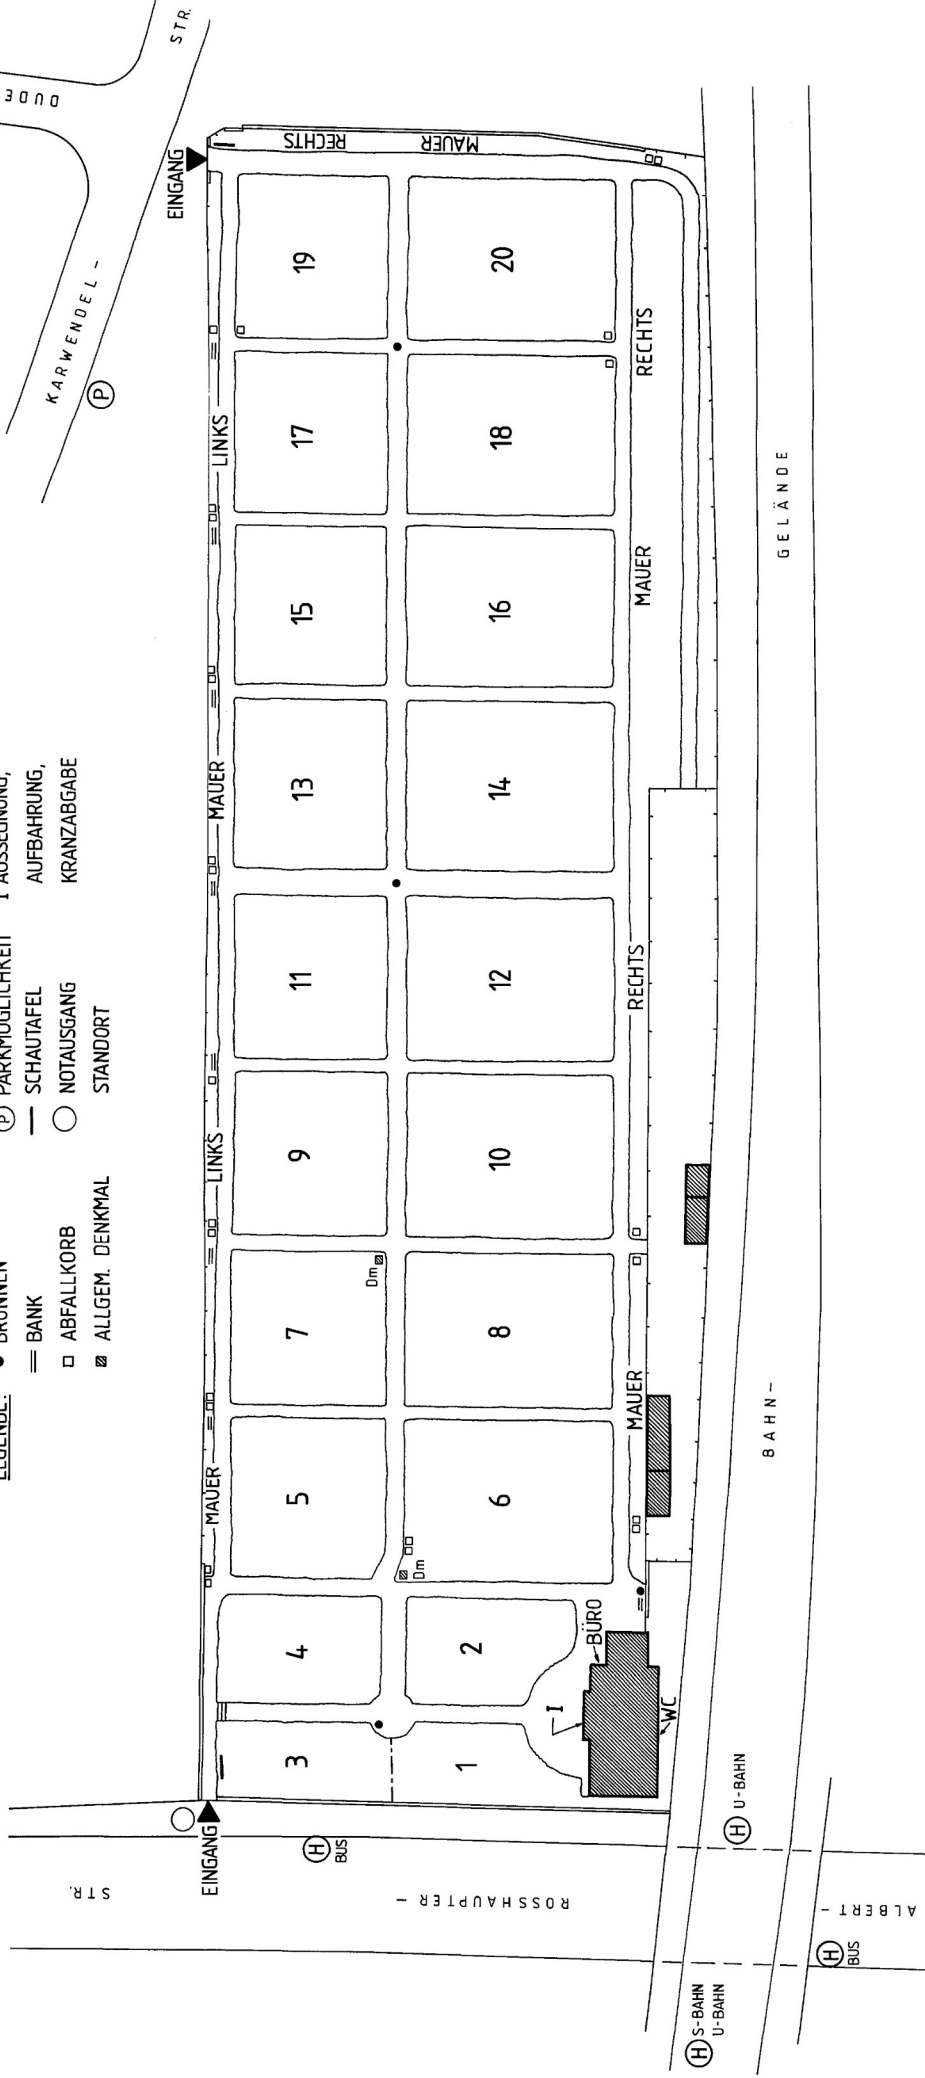 LEGENDE:
● BRUNNEN
BANK
ABFALLKORB
ALLGEM. DENKMAL
Ⓟ PARKMÖGLICHKEIT
SCHAUTAFEL
NOTAUSGANG
STANDORT
I AUSSEGNUNG,
AUFBAHRUNG,
KRANZABGABE
DUDE
KARWENDEL-
STR.
Ⓟ
EINGANG
EINGANG
MAUER
LINKS
MAUER
LINKS
RECHTS
MAUER
3
4
5
7
9
11
13
15
17
19
Dm
Dm
1
2
6
8
10
12
14
16
18
20
I
BÜRO
WC
MAUER
RECHTS
MAUER
RECHTS
BAHN-
GELÄNDE
ROSSHAUPTER-
STR.
ALBERT-
Ⓗ
BUS
Ⓗ U-BAHN
Ⓗ S-BAHN
U-BAHN
Ⓗ
BUS